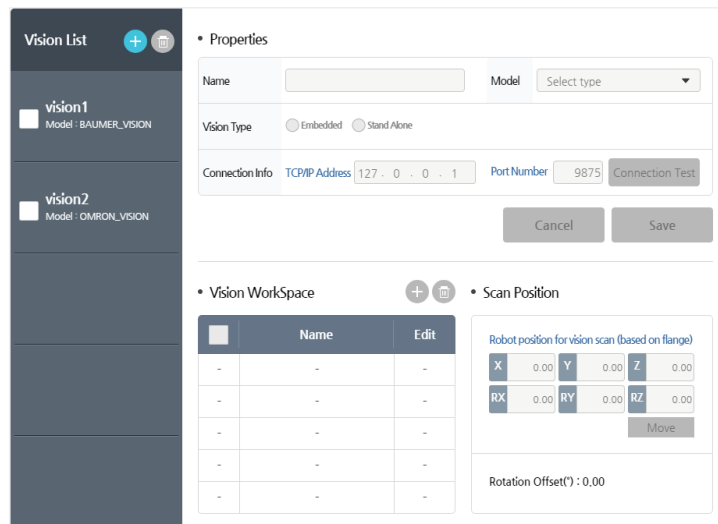 Vision List
vision1
Model : BAUMER_VISION
vision2
Model : OMRON_VISION
• Properties
Name Model Select type
Vision Type Embedded Stand Alone
Connection Info TCP/IP Address 127 . 0 . 0 . 1 Port Number 9875 Connection Test
Cancel Save
• Vision WorkSpace
Name Edit
- - -
- - -
- - -
- - -
- - -
• Scan Position
Robot position for vision scan (based on flange)
X 0.00 Y 0.00 Z 0.00
RX 0.00 RY 0.00 RZ 0.00
Move
Rotation Offset(°) : 0.00